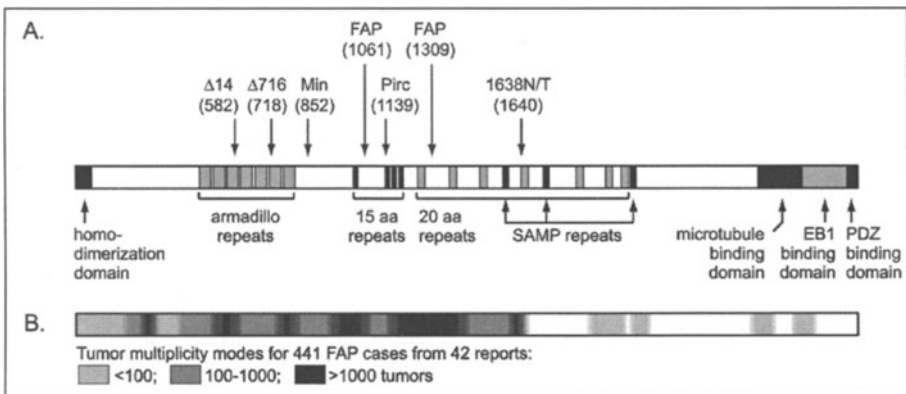 A.
FAP FAP
(1061) (1309)
Δ14 Δ716 Min Pirc 1638N/T
(582) (718) (852) (1139) (1640)
armadillo 15 aa 20 aa SAMP repeats
repeats repeats repeats
homo-
dimerization
domain
microtubule EB1 PDZ
binding binding binding
domain domain domain
B.
Tumor multiplicity modes for 441 FAP cases from 42 reports:
<100; 100-1000; >1000 tumors